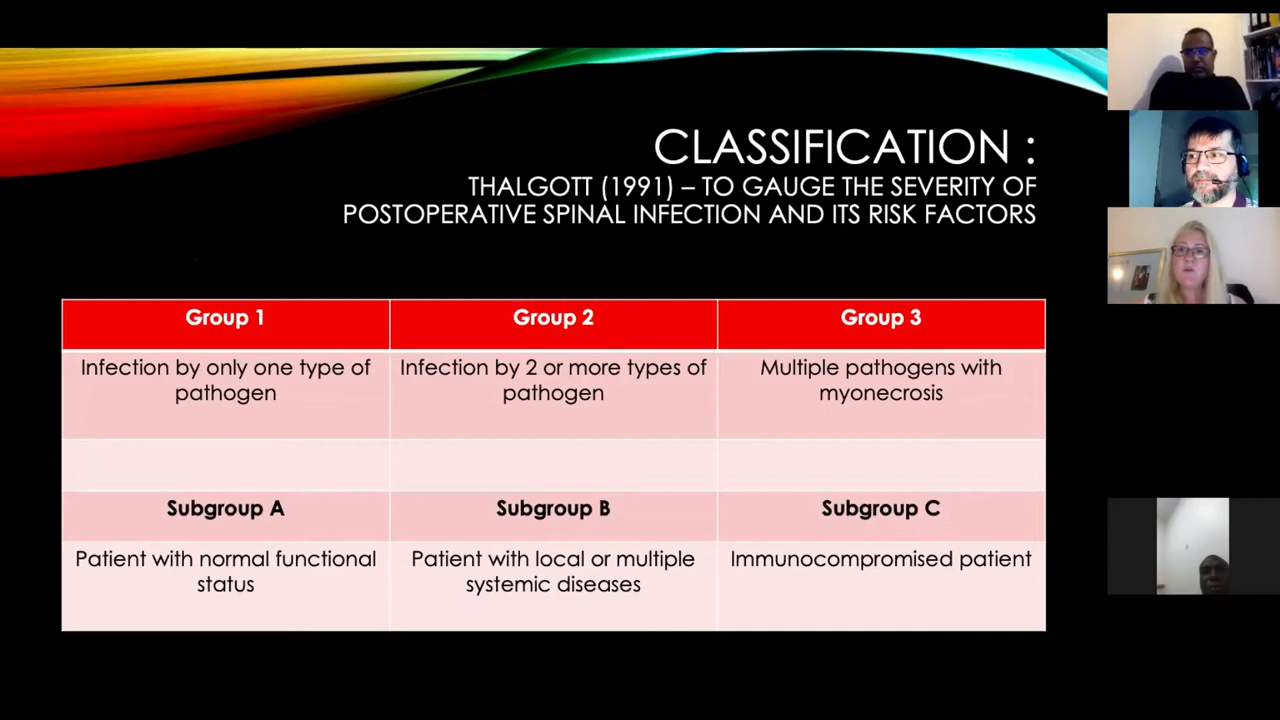 CLASSIFICATION :
THALGOTT (1991) – TO GAUGE THE SEVERITY OF
POSTOPERATIVE SPINAL INFECTION AND ITS RISK FACTORS
Group 1
Group 2
Group 3
Infection by only one type of
pathogen
Infection by 2 or more types of
pathogen
Multiple pathogens with
myonecrosis
Subgroup A
Subgroup B
Subgroup C
Patient with normal functional
status
Patient with local or multiple
systemic diseases
Immunocompromised patient